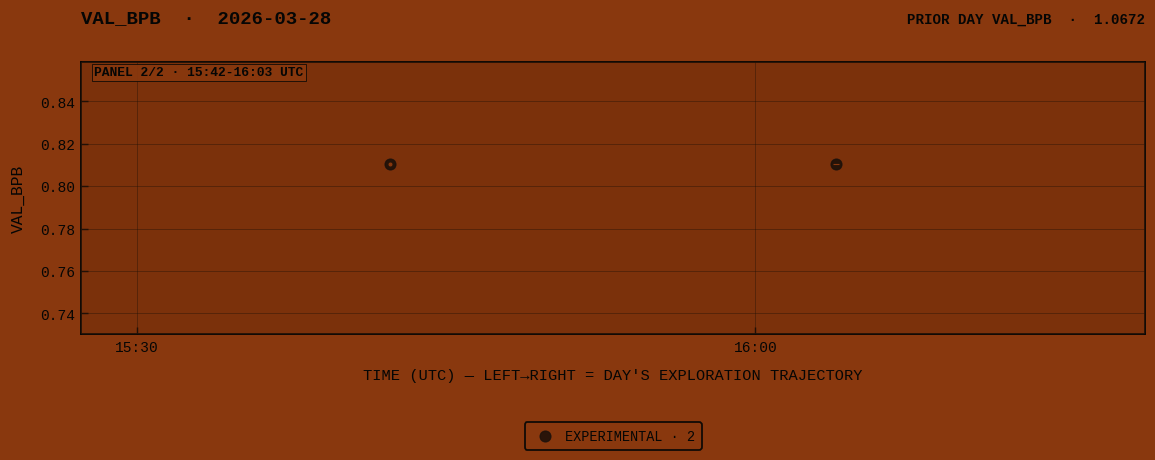 VAL_BPB · 2026-03-28
PRIOR DAY VAL_BPB · 1.0672
PANEL 2/2 · 15:42-16:03 UTC
VAL_BPB
0.84
0.82
0.80
0.78
0.76
0.74
15:30
16:00
TIME (UTC) — LEFT→RIGHT = DAY'S EXPLORATION TRAJECTORY
EXPERIMENTAL · 2